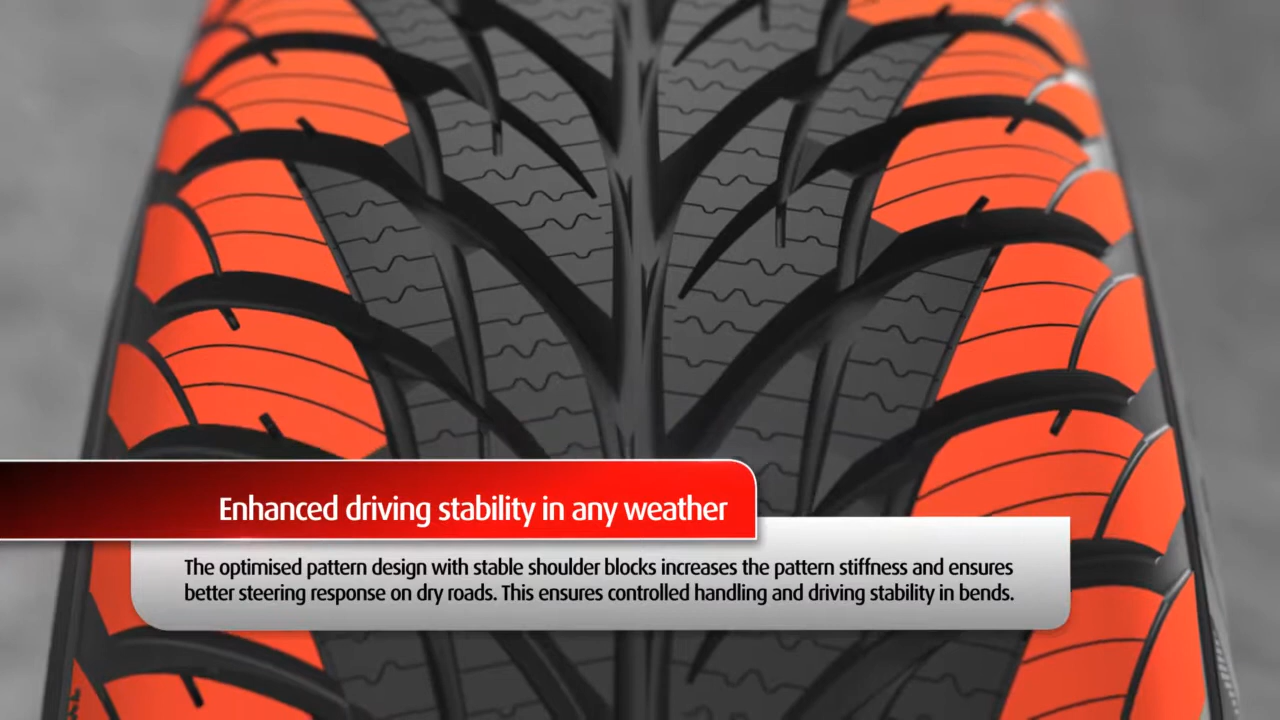 Enhanced driving stability in any weather
The optimised pattern design with stable shoulder blocks increases the pattern stiffness and ensures
better steering response on dry roads. This ensures controlled handling and driving stability in bends.